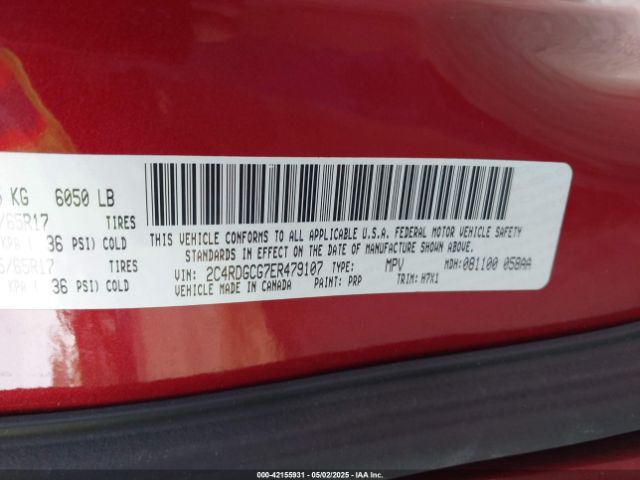 KG 6050 LB
/65R17 TIRES
KPA ( 36 PSI) COLD
/65R17 TIRES
KPA ( 36 PSI) COLD
THIS VEHICLE CONFORMS TO ALL APPLICABLE U.S.A. FEDERAL MOTOR VEHICLE SAFETY
STANDARDS IN EFFECT ON THE DATE OF MANUFACTURE SHOWN ABOVE.
VIN: 2C4RDGCG7ER479107 TYPE: MPV MDH: 081100 058AA
VEHICLE MADE IN CANADA PAINT: PRP TRIM: H7X1
000-42155931 - 05/02/2025 - IAA Inc.